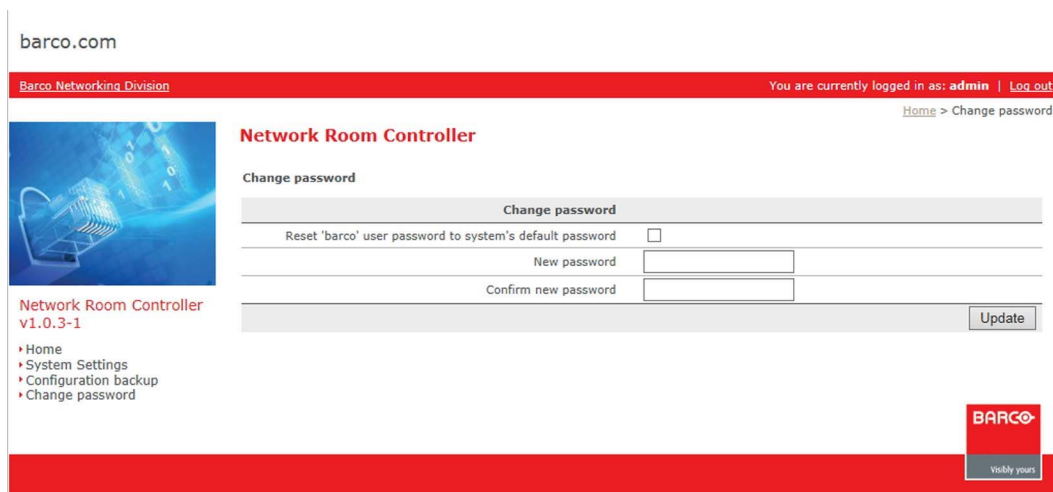 barco.com
Barco Networking Division
You are currently logged in as: admin | Log out
Home > Change password
Network Room Controller
Change password
Change password
Reset 'barco' user password to system's default password
New password
Confirm new password
Update
Network Room Controller
v1.0.3-1
Home
System Settings
Configuration backup
Change password
BARCO
Visibly yours